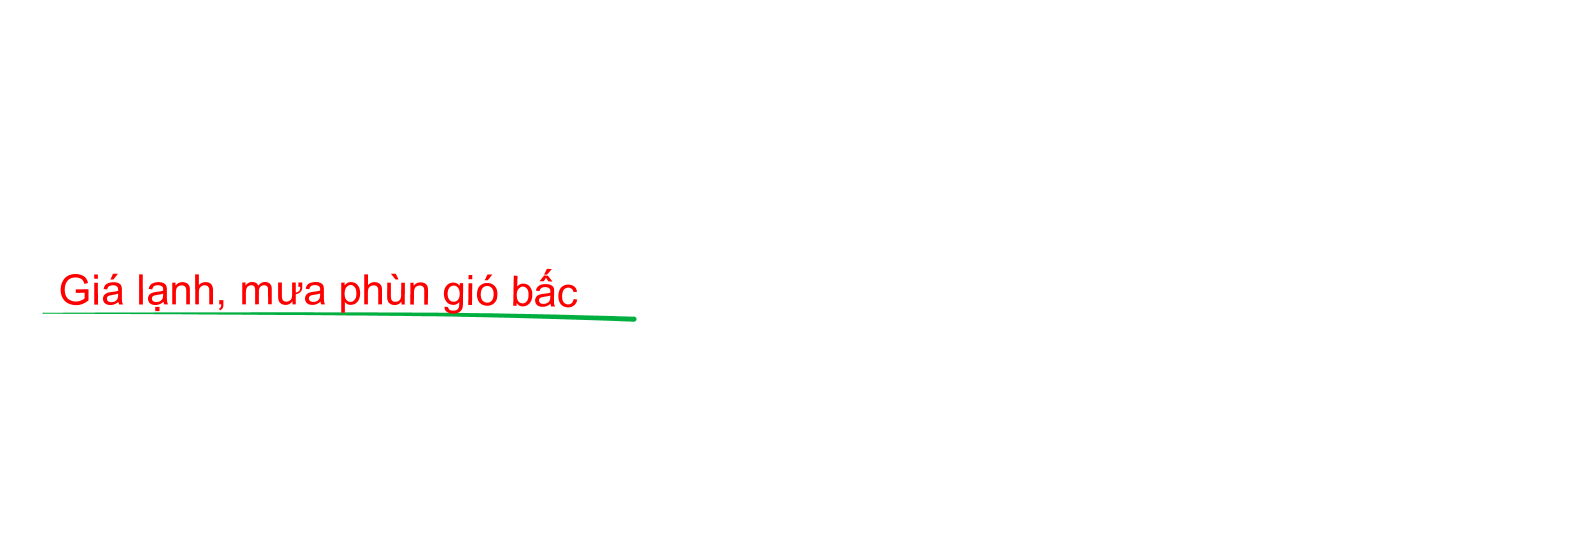 Giá lạnh, mưa phùn gió bấc